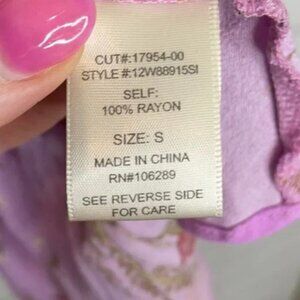 CUT#:17954-00
STYLE#:12W88915SI
SELF:
100% RAYON
SIZE: S
MADE IN CHINA
RN#106289
SEE REVERSE SIDE
FOR CARE